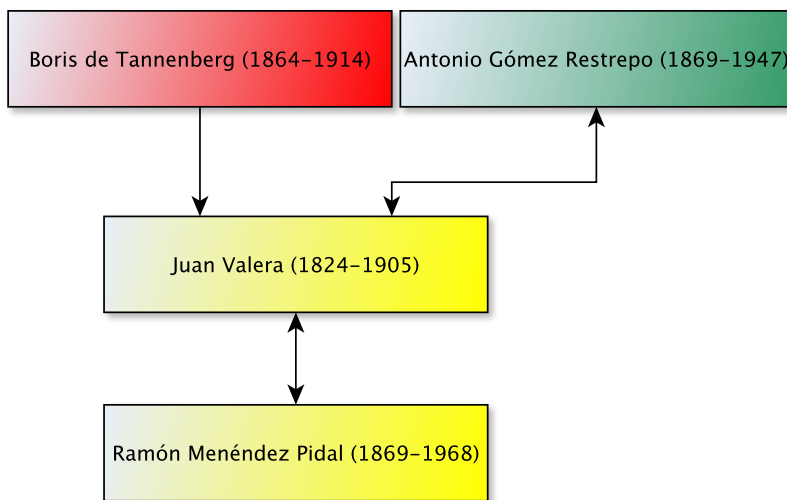 Boris de Tannenberg (1864–1914)
Antonio Gómez Restrepo (1869–1947)
Juan Valera (1824–1905)
Ramón Menéndez Pidal (1869–1968)